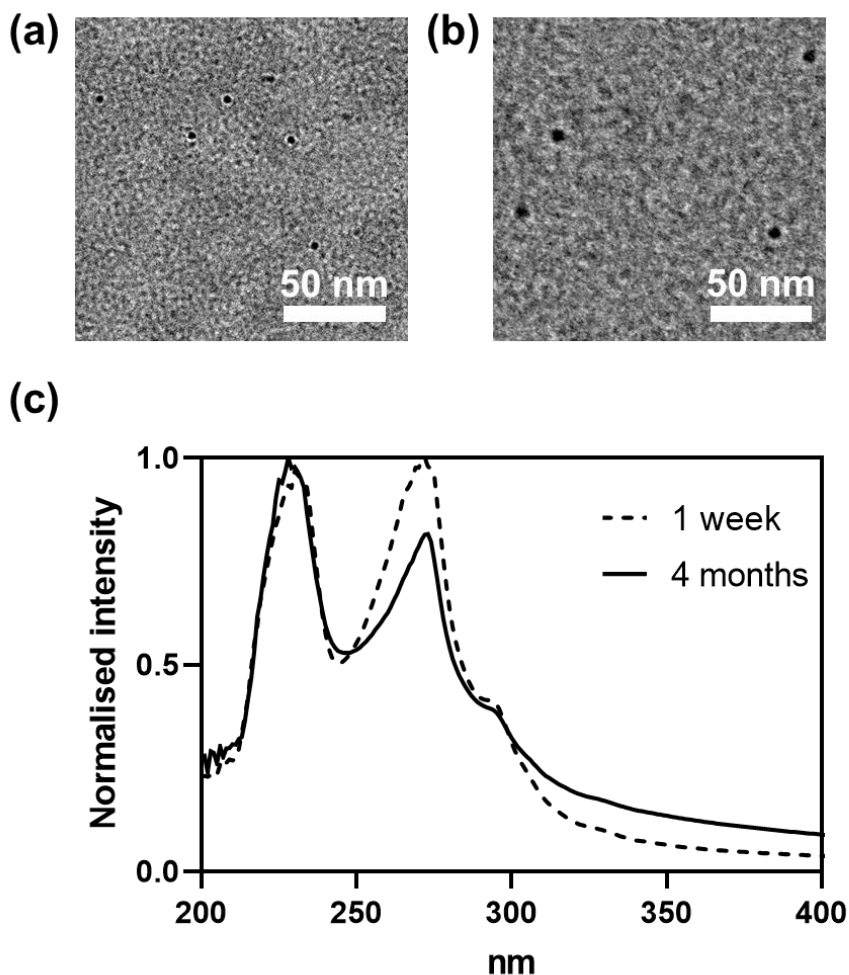 (a)
(b)
50 nm
50 nm
(c)
1.0
0.5
0.0
Normalised intensity
1 week
4 months
200
250
300
350
400
nm